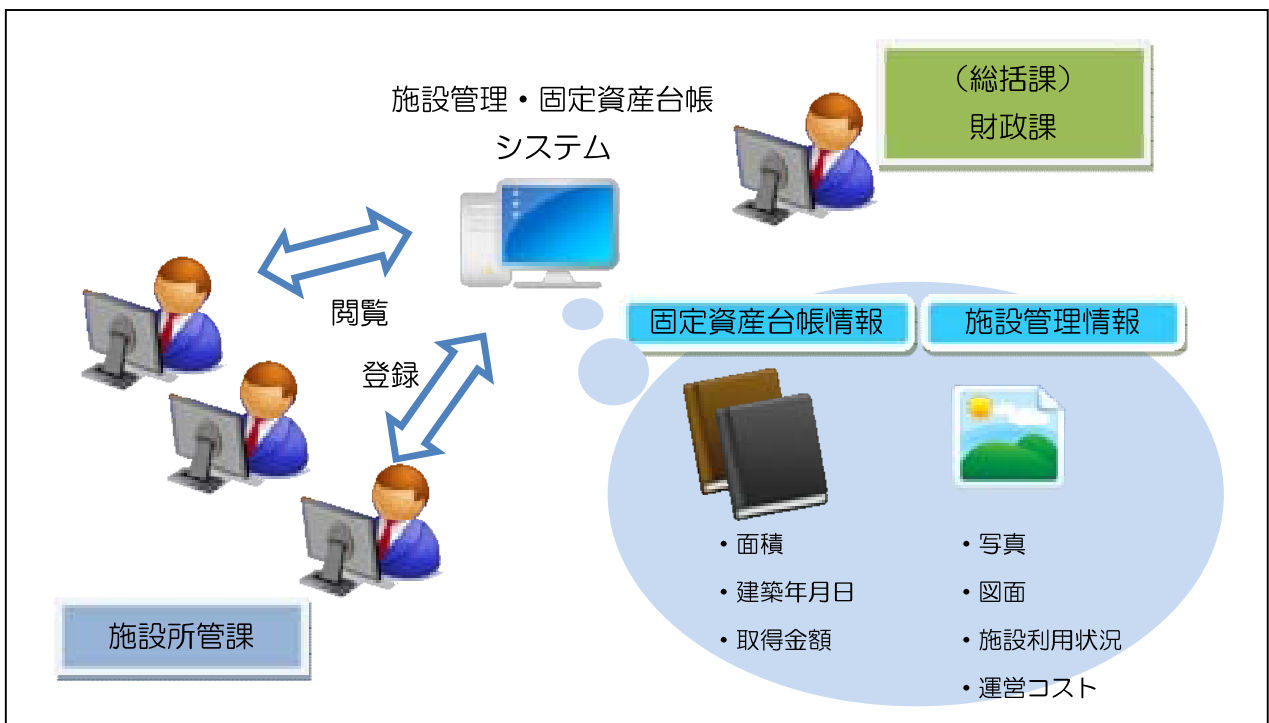 施設管理・固定資産台帳
システム
（総括課）
財政課
閲覧
登録
施設所管課
固定資産台帳情報
・面積
・建築年月日
・取得金額
施設管理情報
・写真
・図面
・施設利用状況
・運営コスト